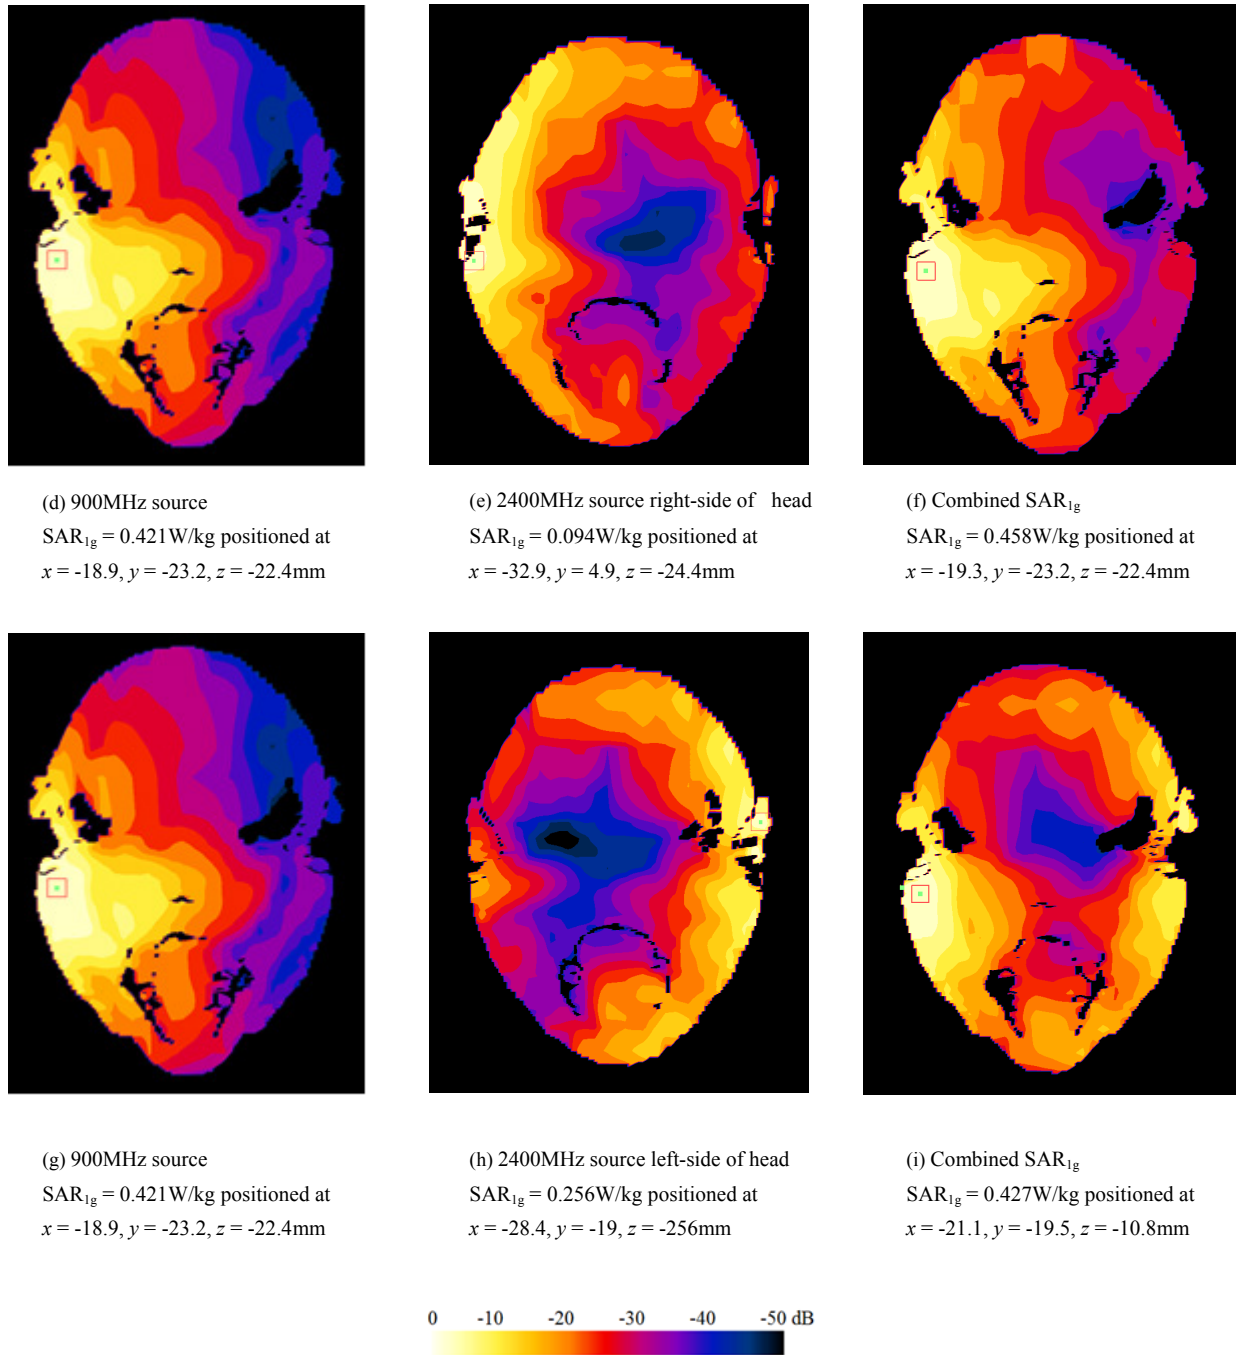 (d) 900MHz source
SAR1g = 0.421W/kg positioned at
x = -18.9, y = -23.2, z = -22.4mm
(e) 2400MHz source right-side of head
SAR1g = 0.094W/kg positioned at
x = -32.9, y = 4.9, z = -24.4mm
(f) Combined SAR1g
SAR1g = 0.458W/kg positioned at
x = -19.3, y = -23.2, z = -22.4mm
(g) 900MHz source
SAR1g = 0.421W/kg positioned at
x = -18.9, y = -23.2, z = -22.4mm
(h) 2400MHz source left-side of head
SAR1g = 0.256W/kg positioned at
x = -28.4, y = -19, z = -256mm
(i) Combined SAR1g
SAR1g = 0.427W/kg positioned at
x = -21.1, y = -19.5, z = -10.8mm
0 -10 -20 -30 -40 -50 dB